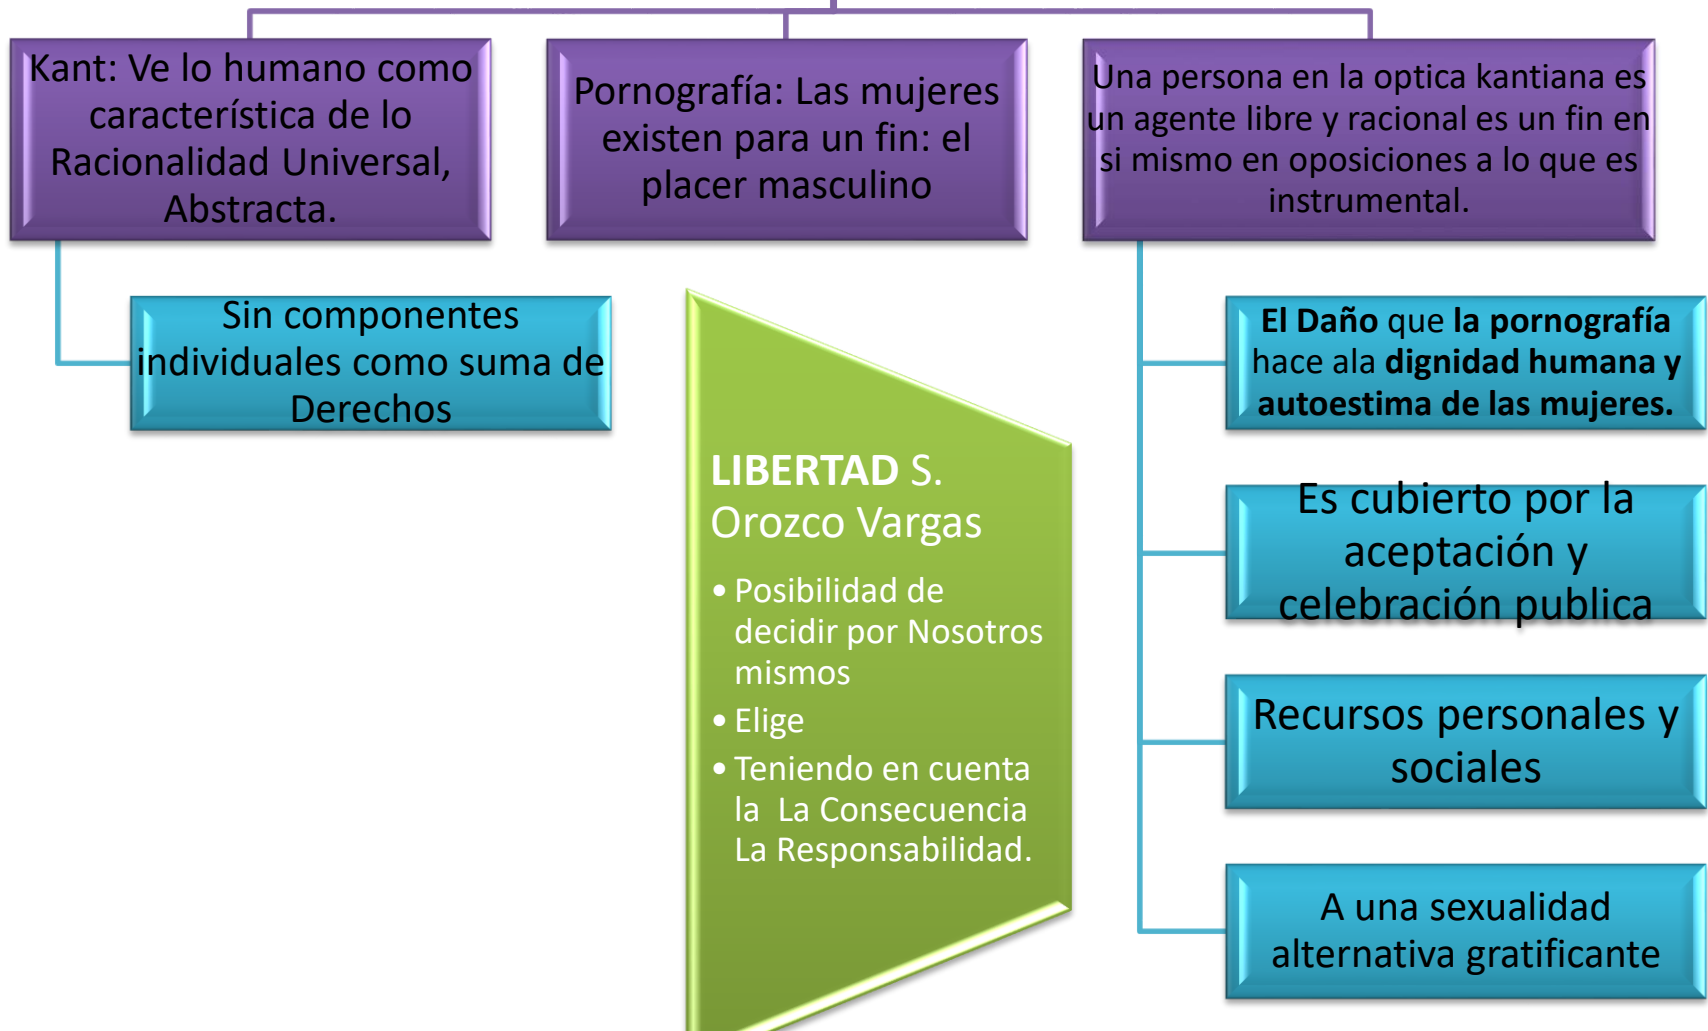 Kant: Ve lo humano como
característica de lo
Racionalidad Universal,
Abstracta.
Pornografía: Las mujeres
existen para un fin: el
placer masculino
Una persona en la optica kantiana es
un agente libre y racional es un fin en
si mismo en oposiciones a lo que es
instrumental.
Sin componentes
individuales como suma de
Derechos
LIBERTAD S.
Orozco Vargas
• Posibilidad de
decidir por Nosotros
mismos
• Elige
• Teniendo en cuenta
la La Consecuencia
La Responsabilidad.
El Daño que la pornografía
hace ala dignidad humana y
autoestima de las mujeres.
Es cubierto por la
aceptación y
celebración publica
Recursos personales y
sociales
A una sexualidad
alternativa gratificante